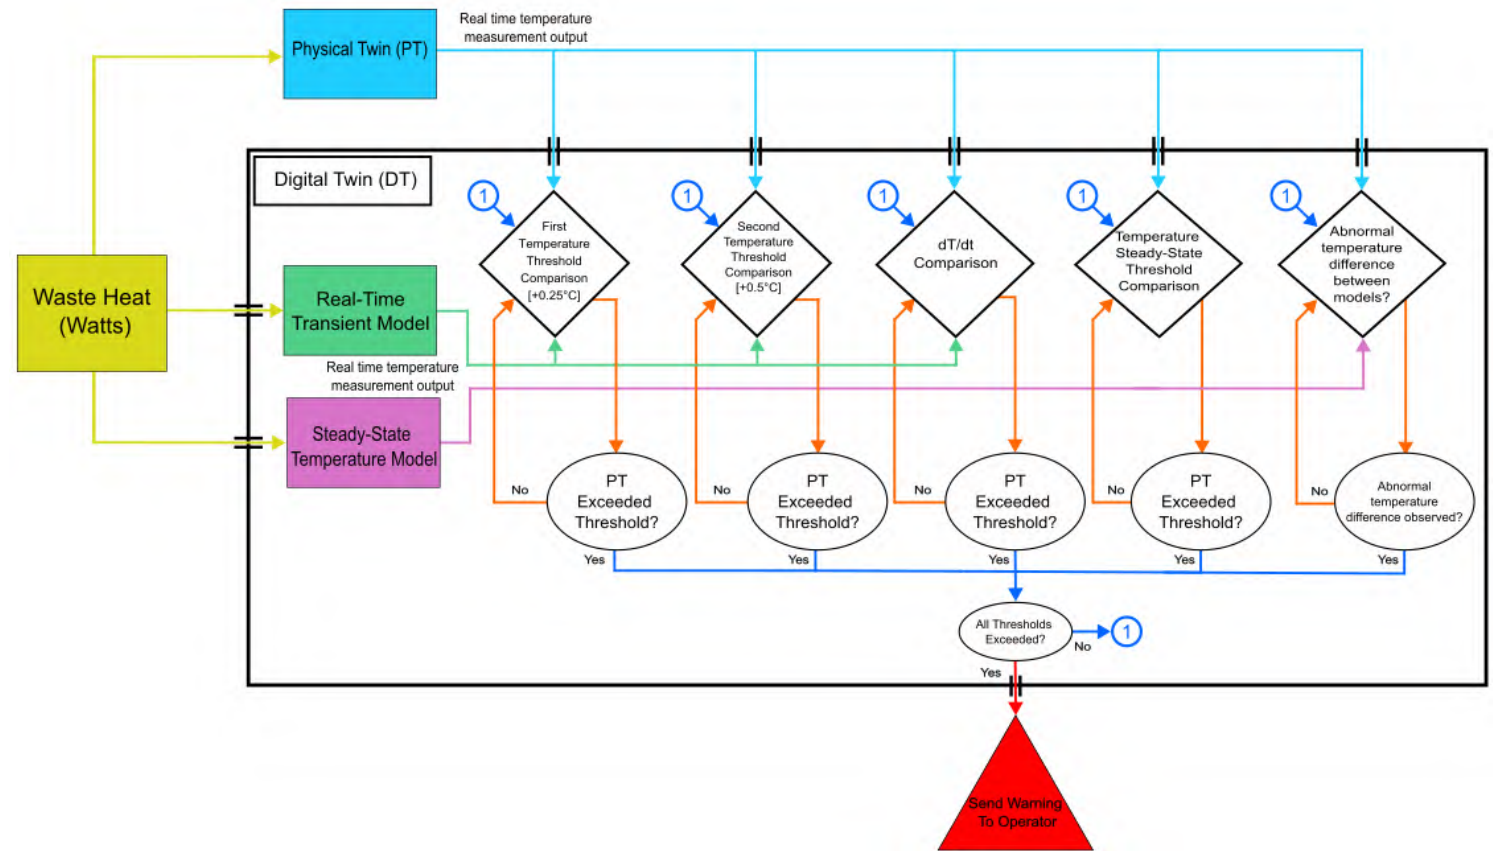 Real time temperature
measurement output
Physical Twin (PT)
Digital Twin (DT)
1
1
1
1
1
First
Temperature
Threshold
Comparison
[+0.25°C]
Second
Temperature
Threshold
Comparison
[+0.5°C]
dT/dt
Comparison
Temperature
Steady-State
Threshold
Comparison
Abnormal
temperature
difference
between
models?
Waste Heat
(Watts)
Real-Time
Transient Model
Real time temperature
measurement output
Steady-State
Temperature Model
No
PT
Exceeded
Threshold?
Yes
No
PT
Exceeded
Threshold?
Yes
No
PT
Exceeded
Threshold?
Yes
No
PT
Exceeded
Threshold?
Yes
No
Abnormal
temperature
difference observed?
Yes
All Thresholds
Exceeded?
No
1
Yes
Send Warning
To Operator